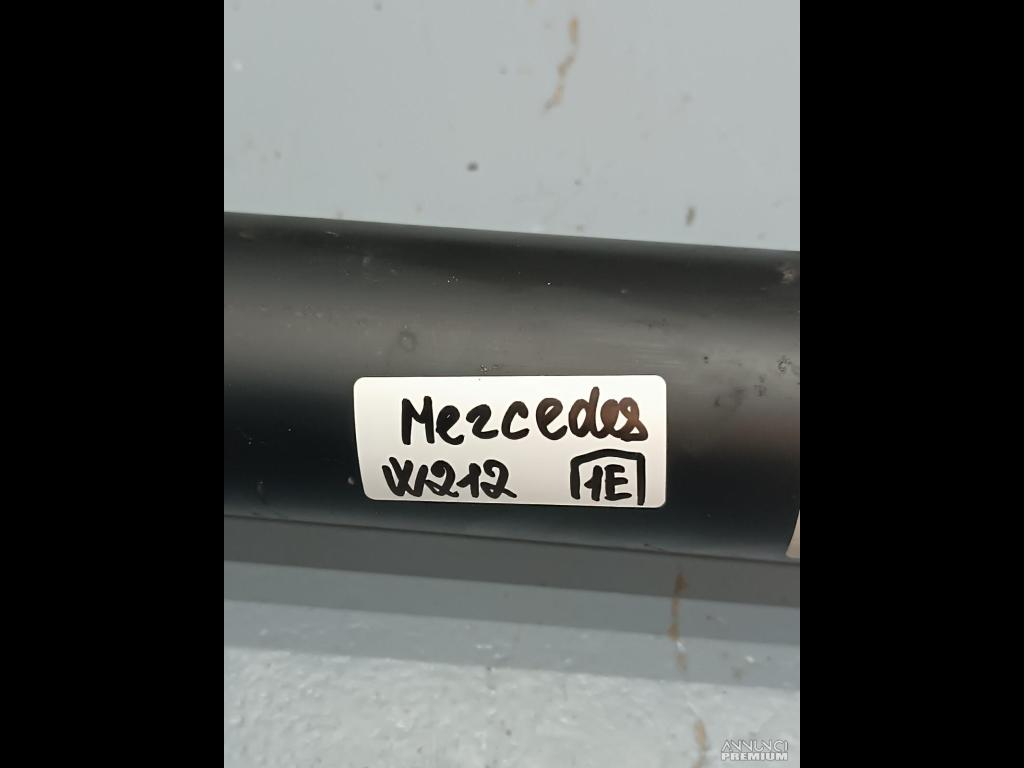 Mercedes
W212 1E
ANNUNCI
PREMIUM